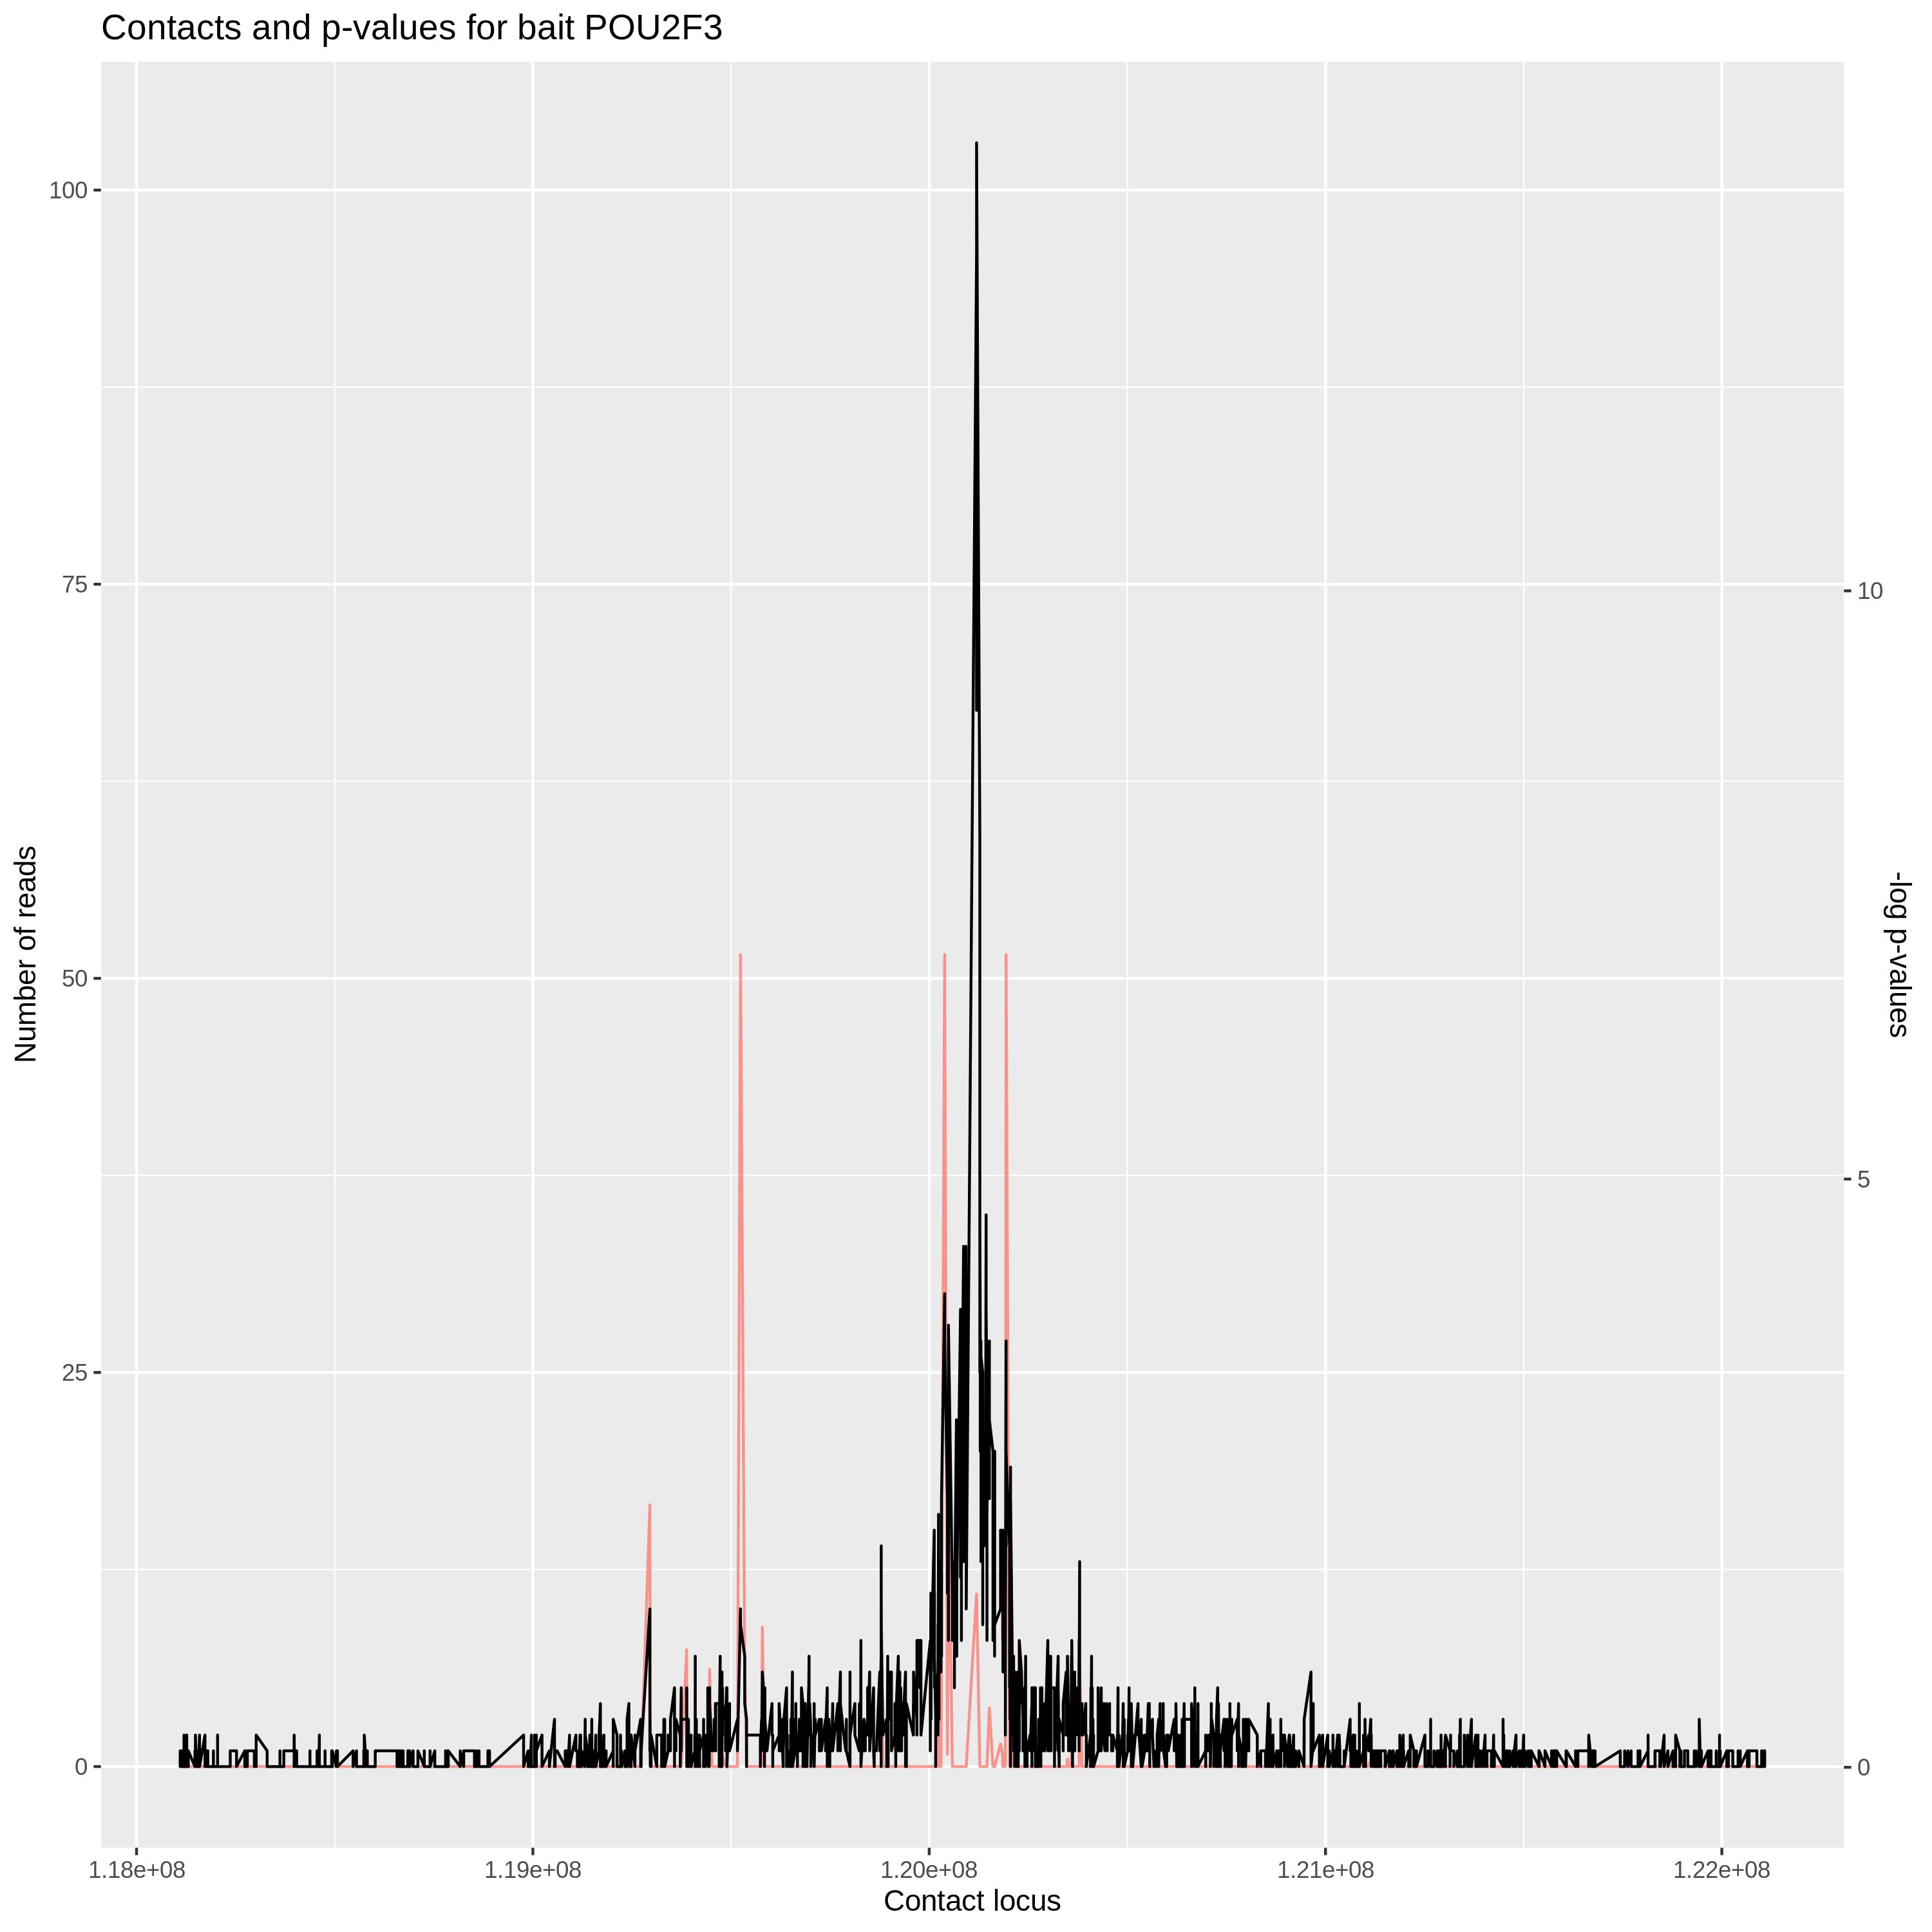 Contacts and p-values for bait POU2F3
Number of reads
100
75
50
25
0
10
5
0
-log p-values
1.18e+08
1.19e+08
1.20e+08
1.21e+08
1.22e+08
Contact locus